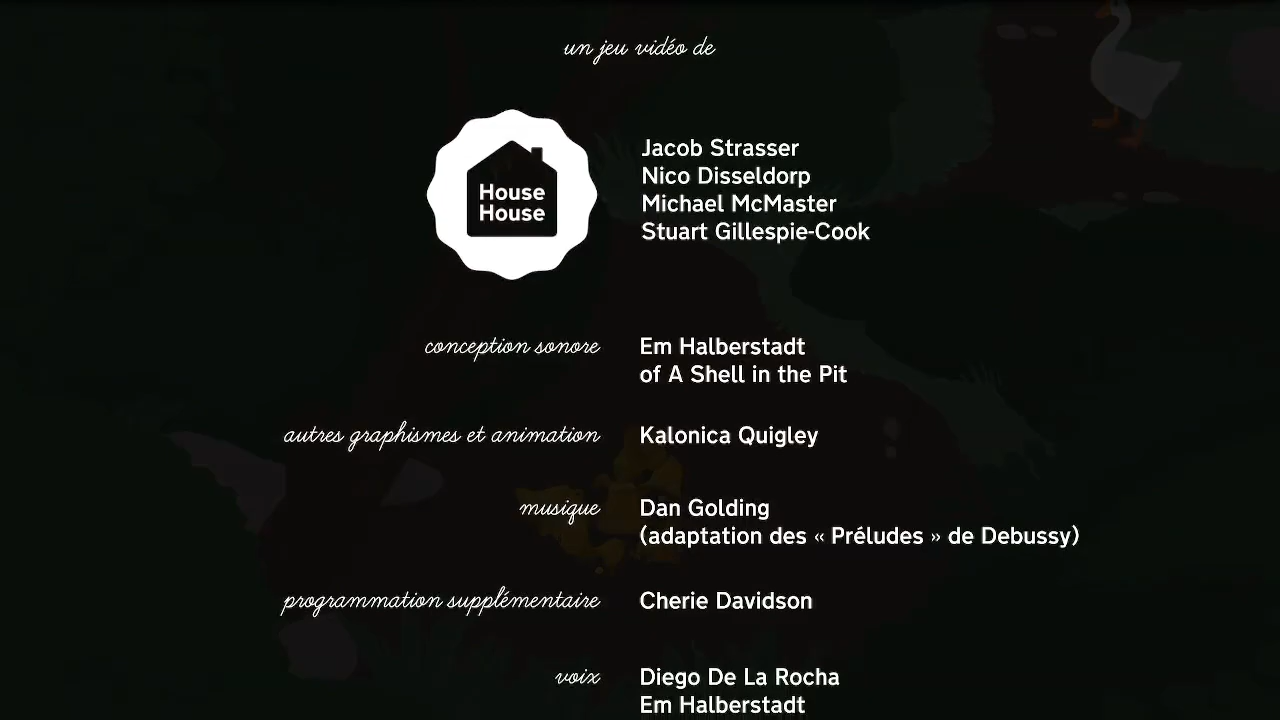 un jeu vidéo de
House
House
Jacob Strasser
Nico Disseldorp
Michael McMaster
Stuart Gillespie-Cook
conception sonore
Em Halberstadt
of A Shell in the Pit
autres graphismes et animation
Kalonica Quigley
musique
Dan Golding
(adaptation des « Préludes » de Debussy)
programmation supplémentaire
Cherie Davidson
voix
Diego De La Rocha
Em Halberstadt